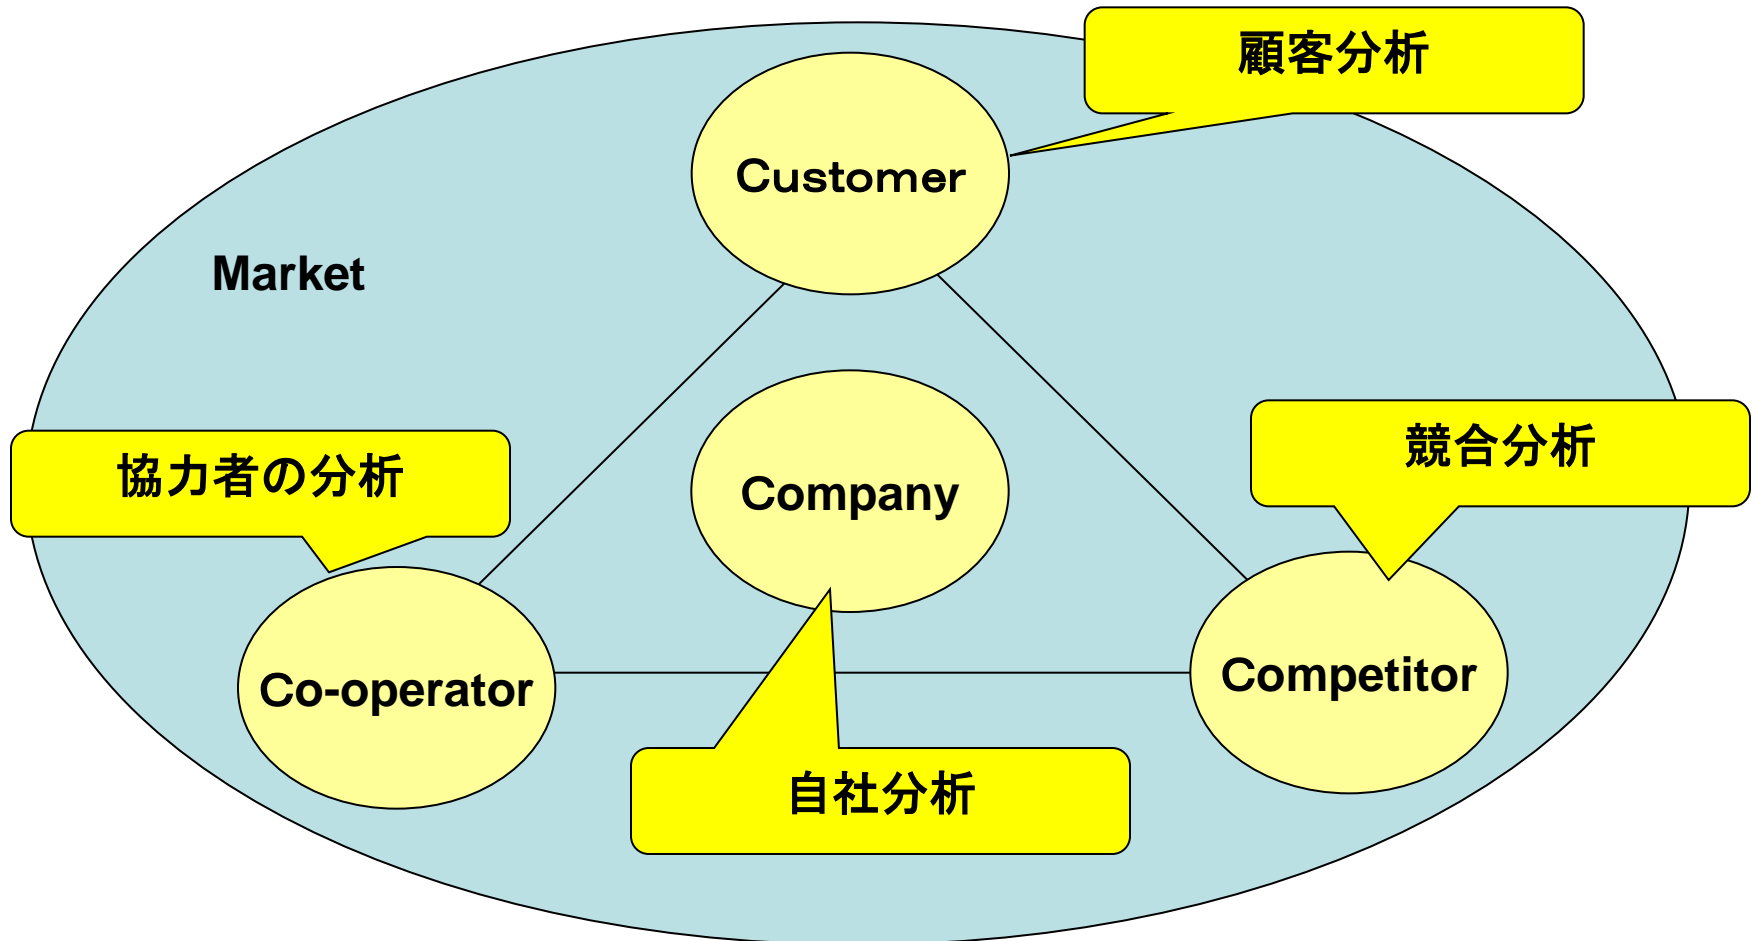 顧客分析
Customer
Market
競合分析
協力者の分析
Company
Competitor
Co-operator
自社分析